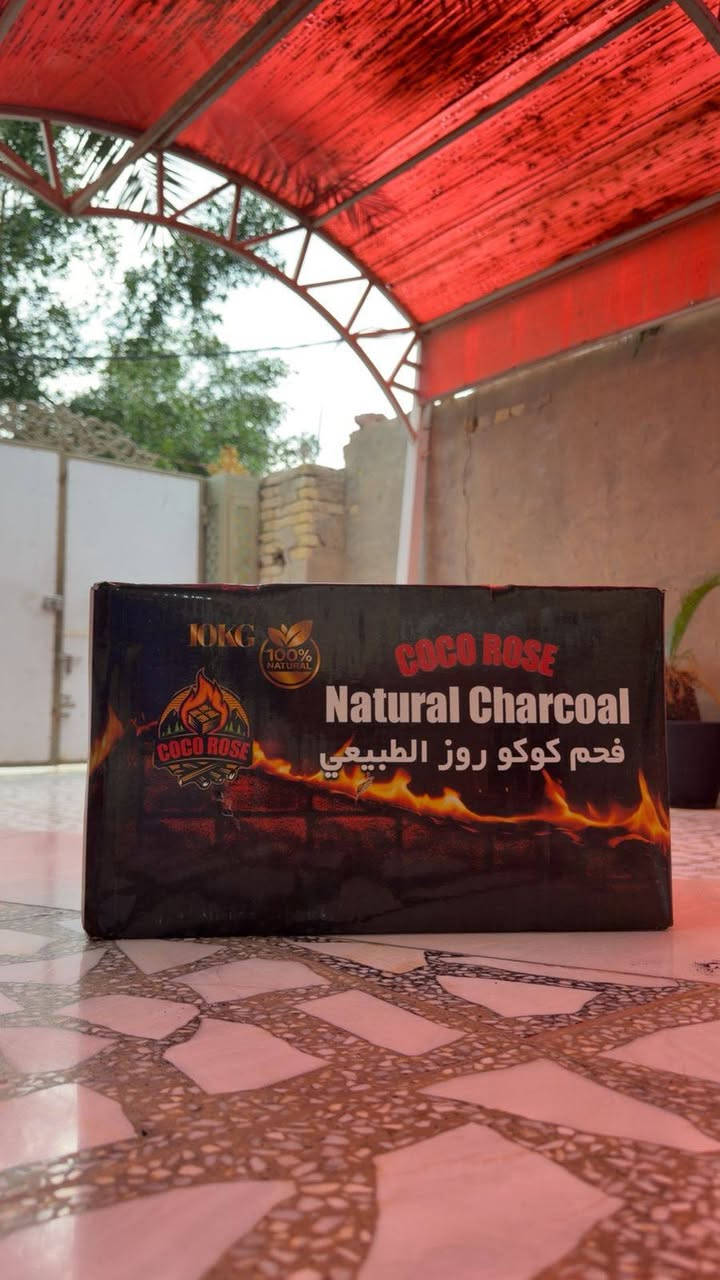 10KG
100%
NATURAL
COCO ROSE
COCO ROSE
Natural Charcoal
فحم كوكو روز الطبيعي